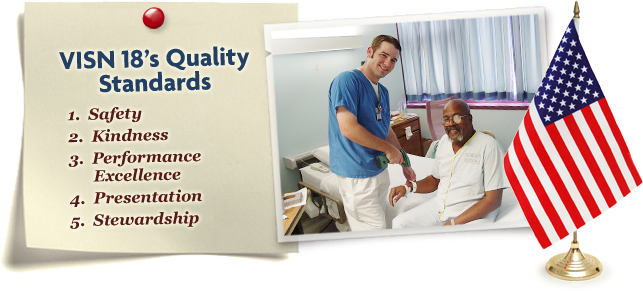 VISN 18's Quality
Standards
1. Safety
2. Kindness
3. Performance
Excellence
4. Presentation
5. Stewardship